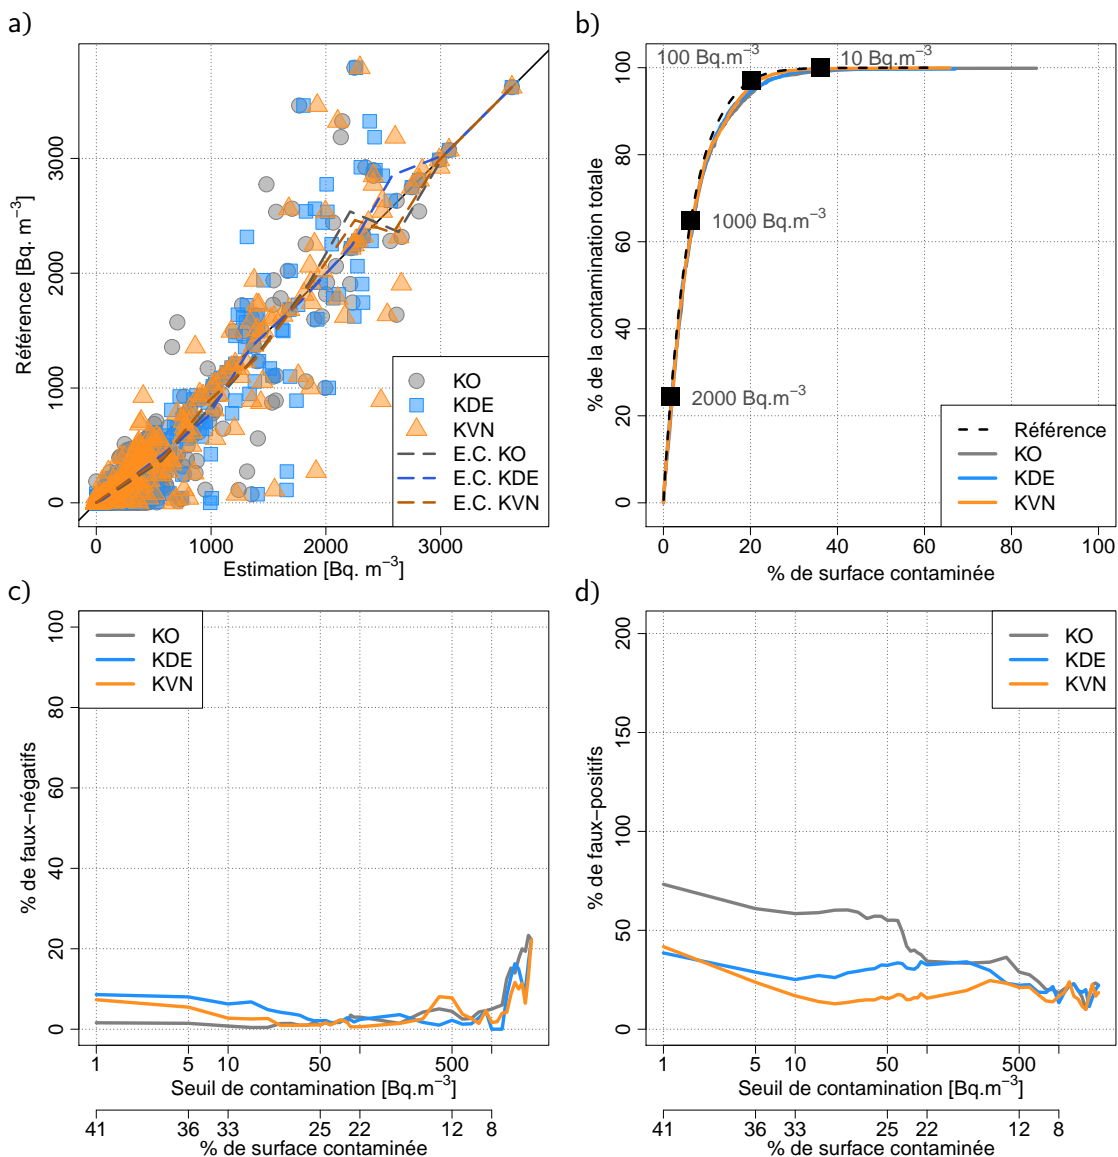 a)
Référence [Bq. m−3]
0
1000
2000
3000
0
1000
2000
3000
Estimation [Bq. m−3]
KO
KDE
KVN
E.C. KO
E.C. KDE
E.C. KVN
b)
% de la contamination totale
0
20
40
60
80
100
100 Bq.m−3
10 Bq.m−3
1000 Bq.m−3
2000 Bq.m−3
Référence
KO
KDE
KVN
0
20
40
60
80
100
% de surface contaminée
c)
% de faux−négatifs
0
20
40
60
80
100
KO
KDE
KVN
1
5
10
50
500
Seuil de contamination [Bq.m−3]
41
36
33
25
22
12
8
% de surface contaminée
d)
% de faux−positifs
0
50
100
150
200
KO
KDE
KVN
1
5
10
50
500
Seuil de contamination [Bq.m−3]
41
36
33
25
22
12
8
% de surface contaminée